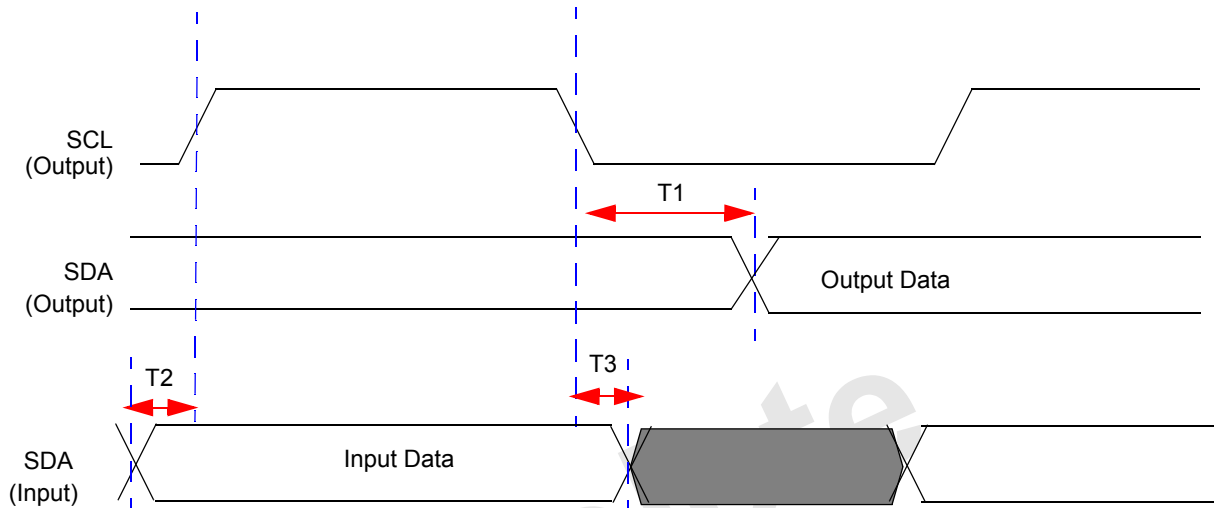 SCL
(Output)
T1
SDA
(Output)
Output Data
T2
T3
SDA
(Input)
Input Data